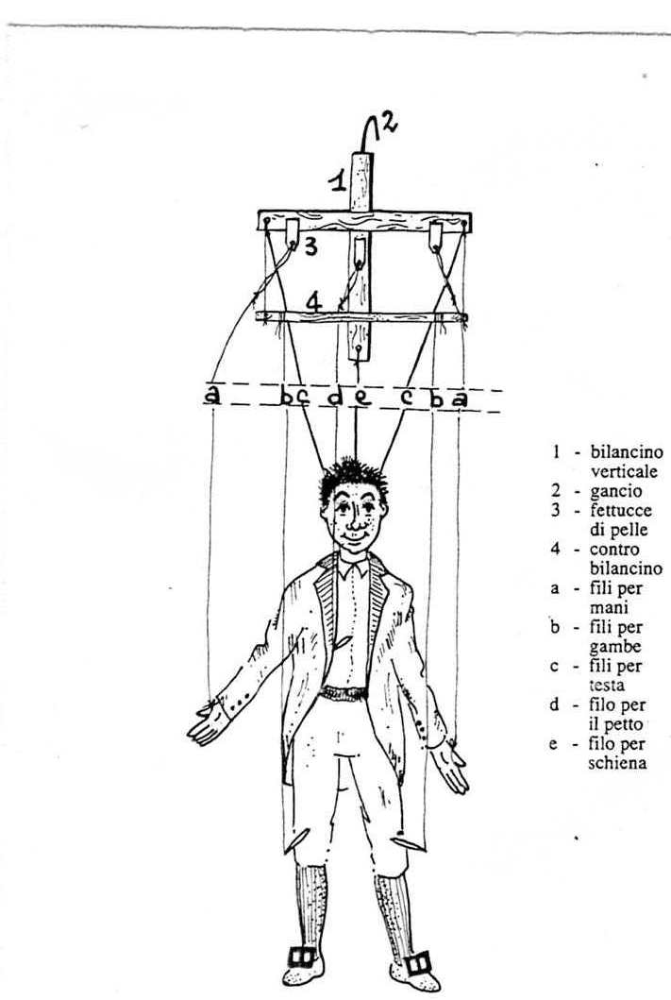 2
1
3
4
a b c d e c b a
1 - bilancino
verticale
2 - gancio
3 - fettucce
di pelle
4 - contro
bilancino
a - fili per
mani
b - fili per
gambe
c - fili per
testa
d - filo per
il petto
e - filo per
schiena